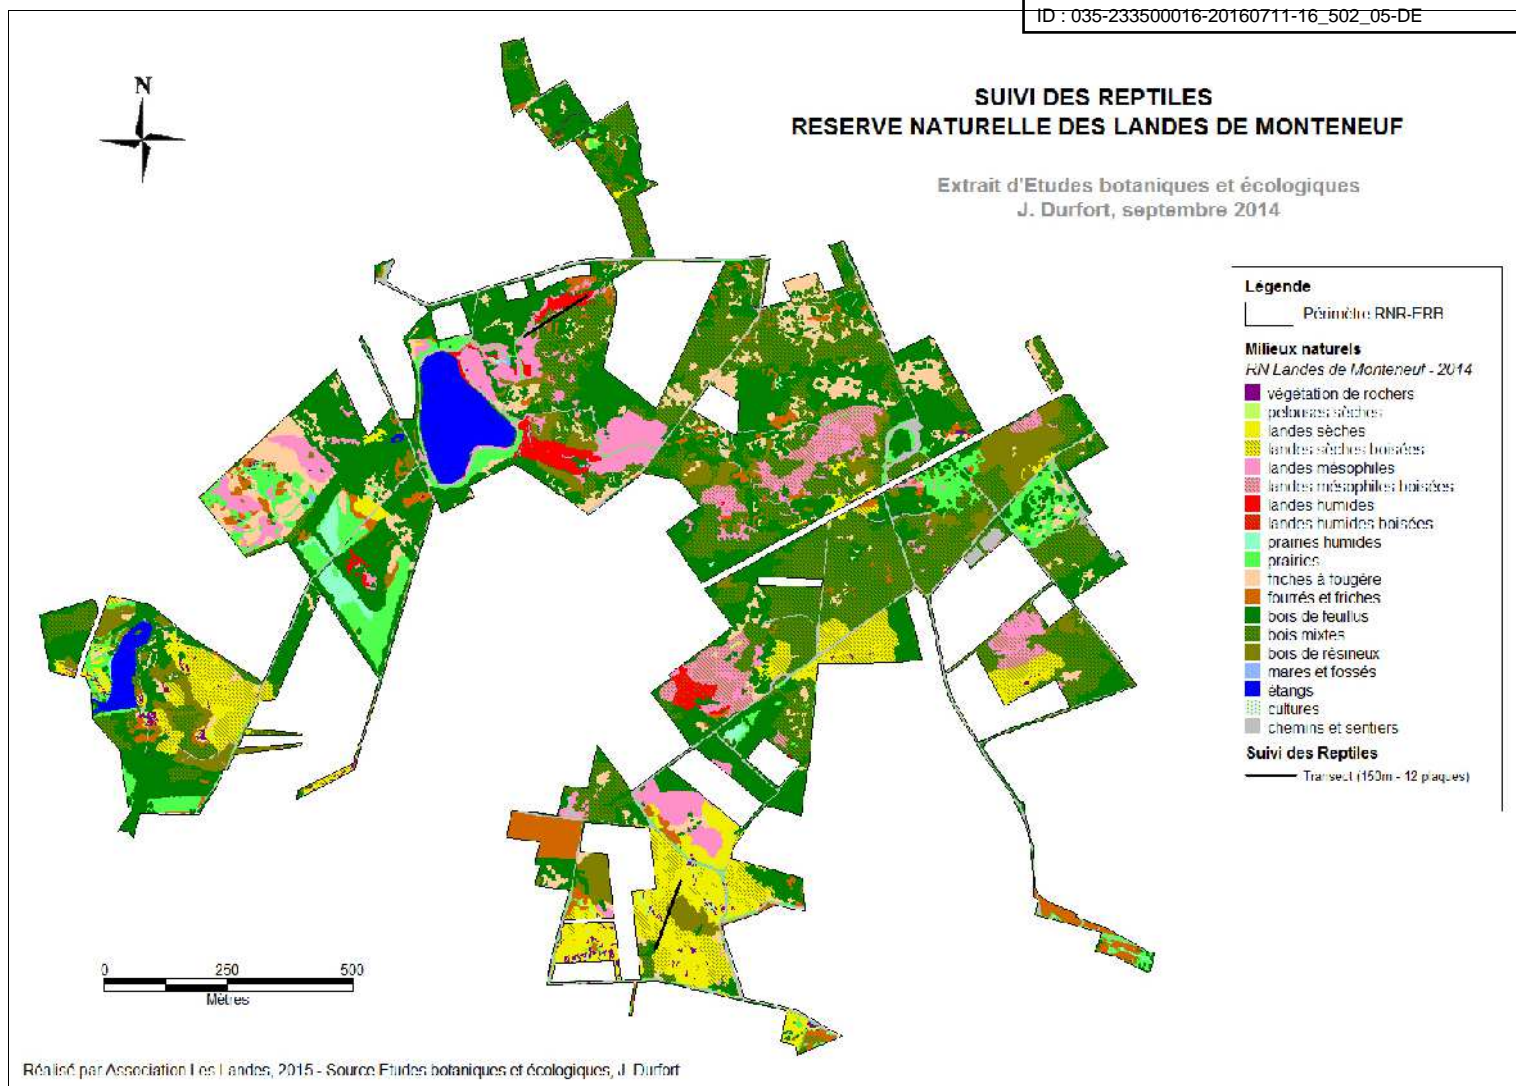 ID : 035-233500016-20160711-16_502_05-DE
N
SUIVI DES REPTILES
RESERVE NATURELLE DES LANDES DE MONTENEUF
Extrait d'Etudes botaniques et écologiques
J. Durfort, septembre 2014
Légende
Périmètre RNR-ERB
Milieux naturels
RN Landes de Monteneuf - 2014
végétation de rochers
pelouses sèches
landes sèches
landes sèches boisées
landes mésophiles
landes mésophiles boisées
landes humides
landes humides boisées
prairies humides
prairies
friches à fougère
fourrés et friches
bois de feuillus
bois mixtes
bois de résineux
mares et fossés
étangs
cultures
chemins et sentiers
Suivi des Reptiles
Transect (150m - 12 plaques)
0 250 500
Mètres
Réalisé par Association Les Landes, 2015 - Source Etudes botaniques et écologiques, J. Durfort